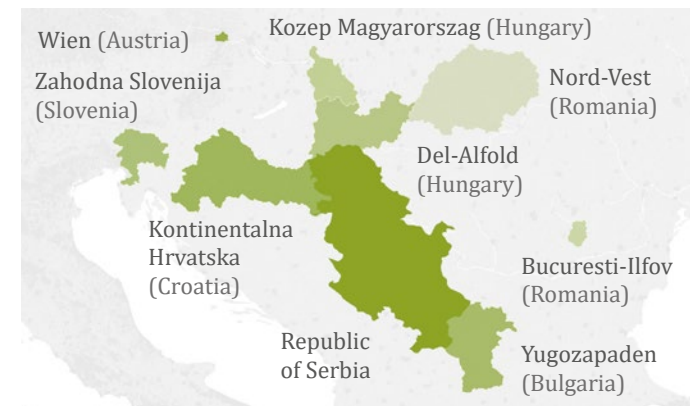 Wien (Austria)
Kozep Magyarorszag (Hungary)
Zahodna Slovenija
(Slovenia)
Nord-Vest
(Romania)
Del-Alfold
(Hungary)
Kontinentalna
Hrvatska
(Croatia)
Bucuresti-Ilfov
(Romania)
Republic
of Serbia
Yugozapaden
(Bulgaria)